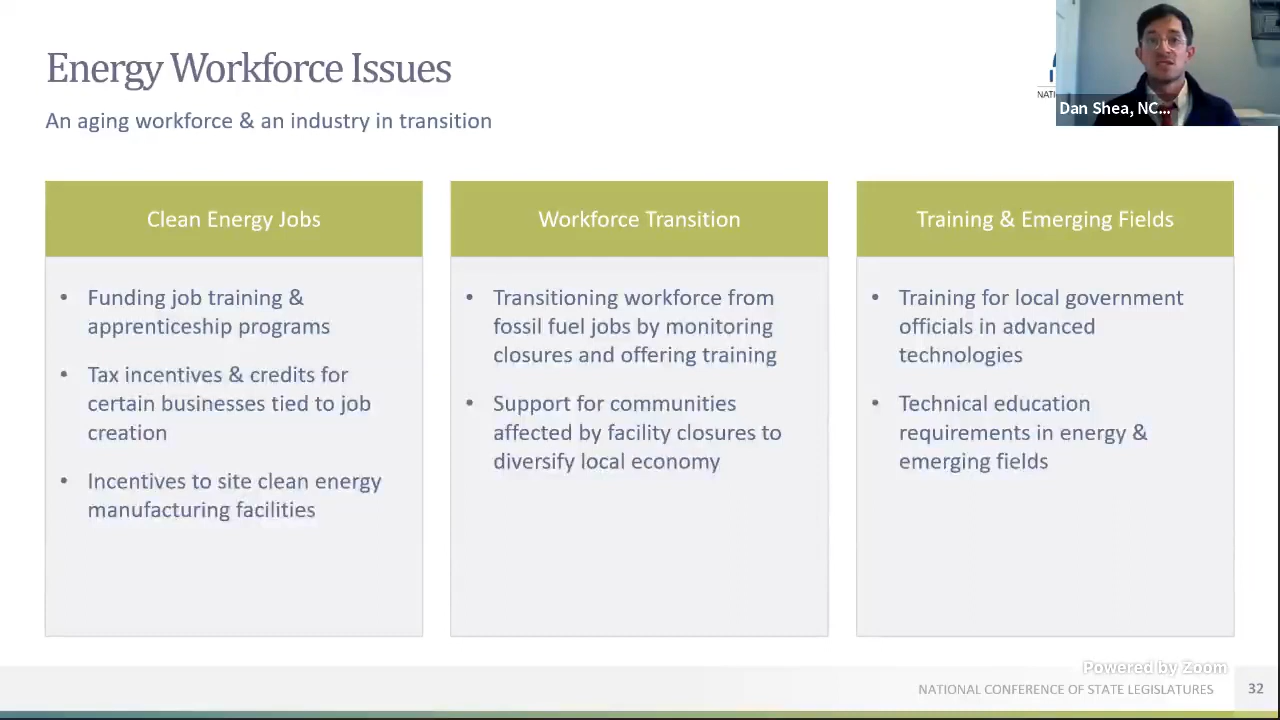 Energy Workforce Issues
An aging workforce & an industry in transition
NATI
Dan Shea, NC...
Clean Energy Jobs
• Funding job training &
apprenticeship programs
• Tax incentives & credits for
certain businesses tied to job
creation
• Incentives to site clean energy
manufacturing facilities
Workforce Transition
• Transitioning workforce from
fossil fuel jobs by monitoring
closures and offering training
• Support for communities
affected by facility closures to
diversify local economy
Training & Emerging Fields
• Training for local government
officials in advanced
technologies
• Technical education
requirements in energy &
emerging fields
Powered by Zoom
NATIONAL CONFERENCE OF STATE LEGISLATURES 32